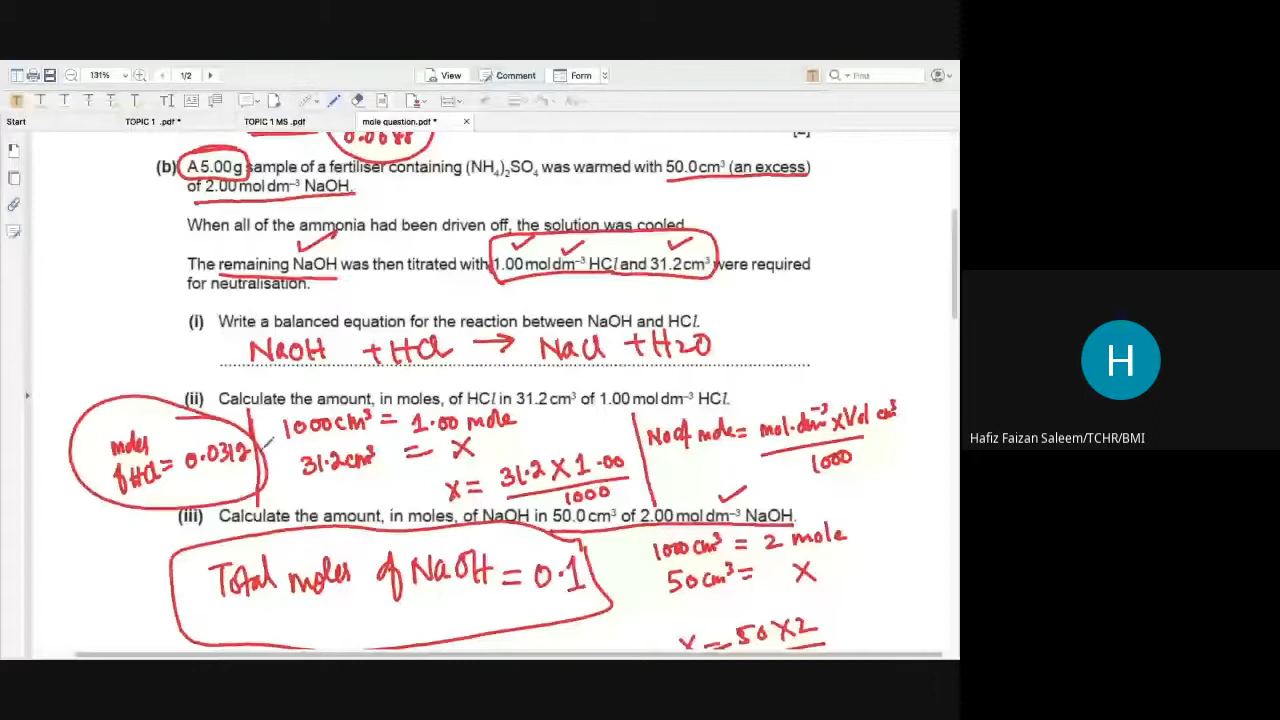 131%
1/2
View
Comment
Form
Find
Start
TOPIC 1 .pdf *
TOPIC 1 MS .pdf
mole question.pdf *
0.0688
(b) A 5.00 g sample of a fertiliser containing (NH₄)₂SO₄ was warmed with 50.0 cm³ (an excess)
of 2.00 mol dm⁻³ NaOH.
When all of the ammonia had been driven off, the solution was cooled.
The remaining NaOH was then titrated with 1.00 mol dm⁻³ HCl and 31.2 cm³ were required
for neutralisation.
(i) Write a balanced equation for the reaction between NaOH and HCl.
NaOH + HCl → NaCl + H2O
(ii) Calculate the amount, in moles, of HCl in 31.2 cm³ of 1.00 mol dm⁻³ HCl.
moles
of HCl = 0.0312
1000 cm³ = 1.00 mole
31.2 cm³ = x
x = 31.2 X 1.00
1000
No of mole = mol.dm⁻³ x Vol cm³
1000
(iii) Calculate the amount, in moles, of NaOH in 50.0 cm³ of 2.00 mol dm⁻³ NaOH.
Total moles of NaOH = 0.1
1000 cm³ = 2 mole
50 cm³ = X
x = 50 X 2
H
Hafiz Faizan Saleem/TCHR/BMI